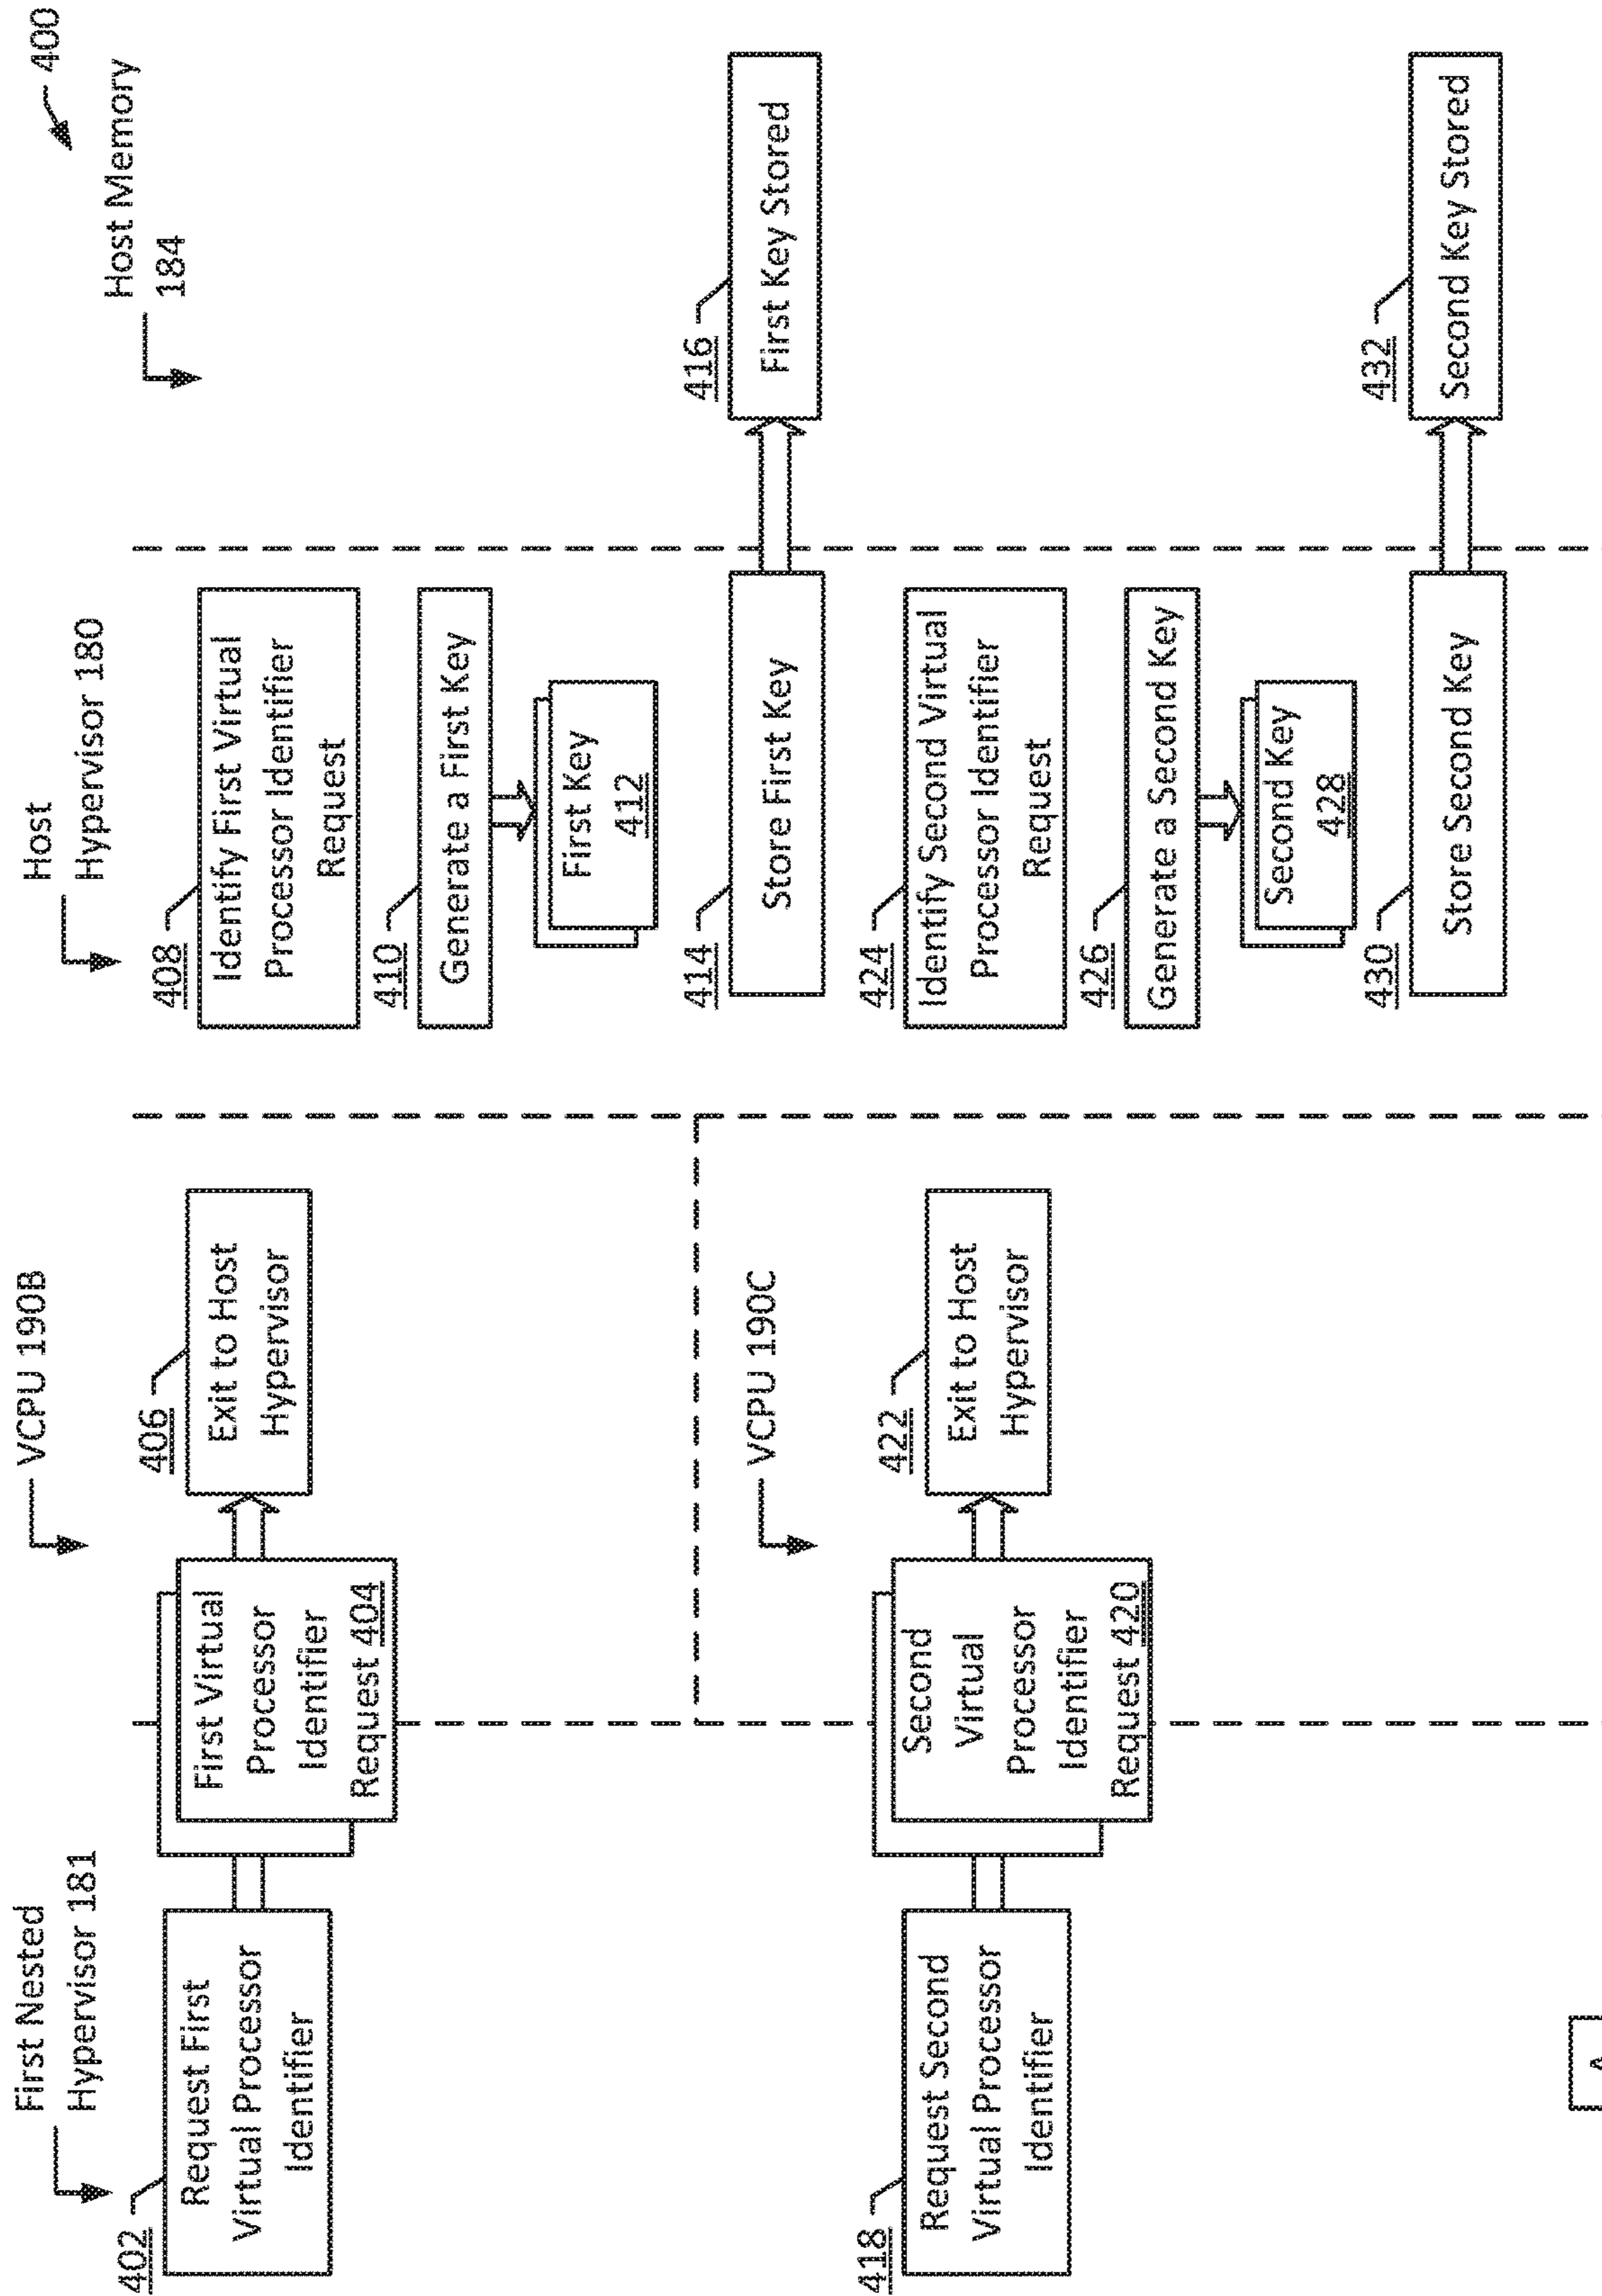 400
First Nested
Hypervisor 181
VCPU 190B
Host
Hypervisor 180
Host Memory
184
402
Request First
Virtual Processor
Identifier
First Virtual
Processor
Identifier
Request 404
406
Exit to Host
Hypervisor
408
Identify First Virtual
Processor Identifier
Request
410
Generate a First Key
First Key
412
414
Store First Key
416
First Key Stored
418
Request Second
Virtual Processor
Identifier
Second
Virtual
Processor
Identifier
Request 420
VCPU 190C
422
Exit to Host
Hypervisor
424
Identify Second Virtual
Processor Identifier
Request
426
Generate a Second Key
Second Key
428
430
Store Second Key
432
Second Key Stored
A